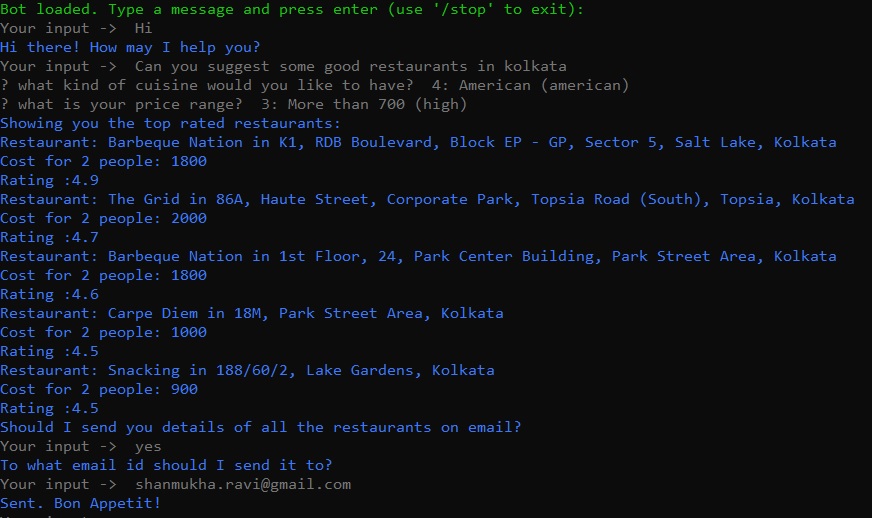 Bot loaded. Type a message and press enter (use '/stop' to exit):
Your input ->  Hi
Hi there! How may I help you?
Your input ->  Can you suggest some good restaurants in kolkata
? what kind of cuisine would you like to have?  4: American (american)
? what is your price range?  3: More than 700 (high)
Showing you the top rated restaurants:
Restaurant: Barbeque Nation in K1, RDB Boulevard, Block EP - GP, Sector 5, Salt Lake, Kolkata
Cost for 2 people: 1800
Rating :4.9
Restaurant: The Grid in 86A, Haute Street, Corporate Park, Topsia Road (South), Topsia, Kolkata
Cost for 2 people: 2000
Rating :4.7
Restaurant: Barbeque Nation in 1st Floor, 24, Park Center Building, Park Street Area, Kolkata
Cost for 2 people: 1800
Rating :4.6
Restaurant: Carpe Diem in 18M, Park Street Area, Kolkata
Cost for 2 people: 1000
Rating :4.5
Restaurant: Snacking in 188/60/2, Lake Gardens, Kolkata
Cost for 2 people: 900
Rating :4.5
Should I send you details of all the restaurants on email?
Your input ->  yes
To what email id should I send it to?
Your input ->  shanmukha.ravi@gmail.com
Sent. Bon Appetit!